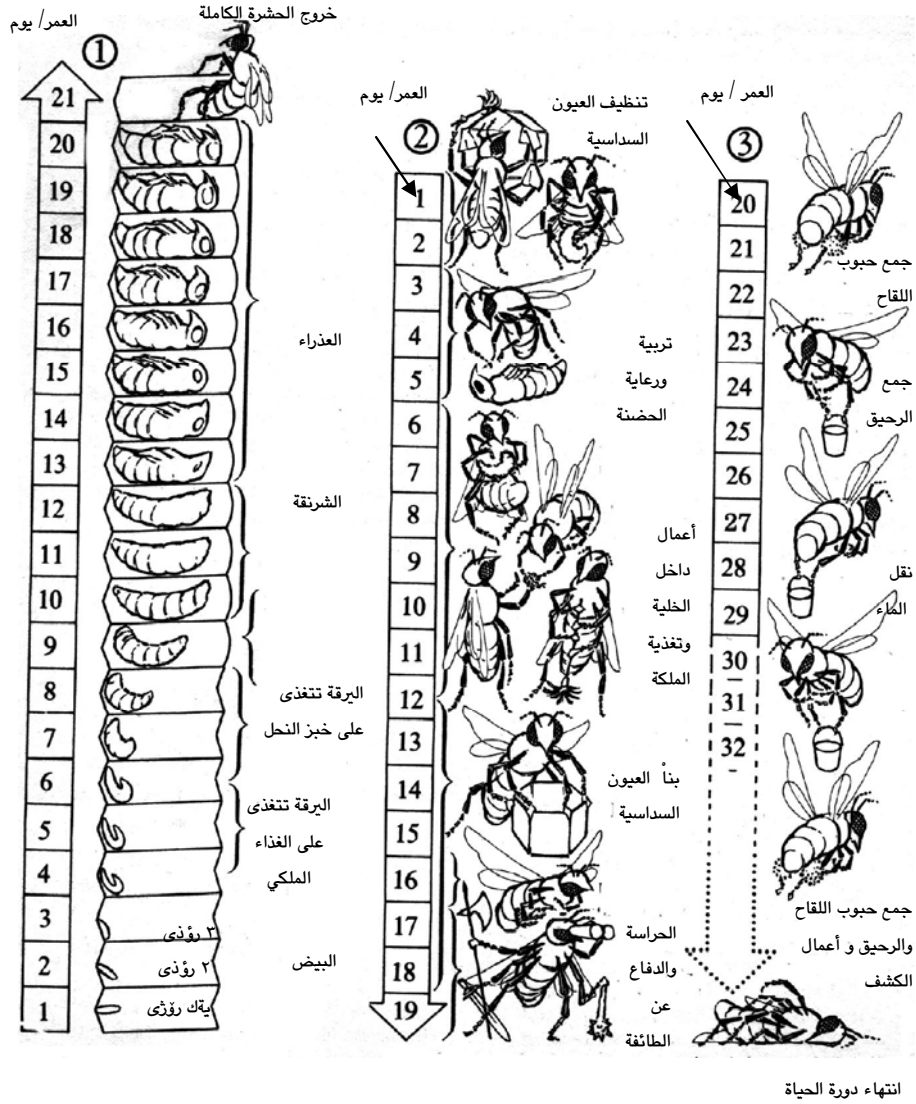 خروج الحشرة الكاملة
العمر/ يوم
①
21
20
19
18
17
16
15
14
13
12
11
10
9
8
7
6
5
4
3
2
1
العذراء
الشرنقة
اليرقة تتغذى
على خبز النحل
اليرقة تتغذى
على الغذاء
الملكي
البيض
٣ رؤذى
٢ رؤذى
يةك رۆژى
العمر/ يوم
②
1
2
3
4
5
6
7
8
9
10
11
12
13
14
15
16
17
18
19
تنظيف العيون
السداسية
تربية
ورعاية
الحضنة
أعمال
داخل
الخلية
وتغذية
الملكة
بنأ العيون
السداسية
الحراسة
والدفاع
عن
الطائفة
العمر / يوم
③
20
21
22
23
24
25
26
27
28
29
30
31
32
جمع حبوب
اللقاح
جمع
الرحيق
نقل
الماء
جمع حبوب اللقاح
والرحيق و أعمال
الكشف
انتهاء دورة الحياة